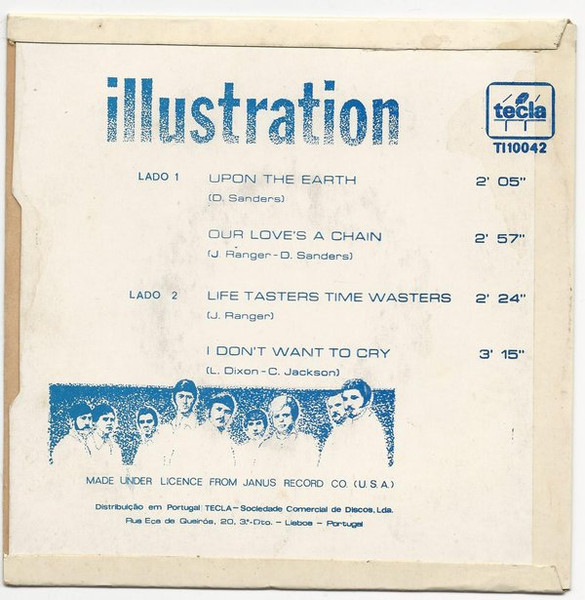 illustration
tecla
TI10042
LADO 1 UPON THE EARTH 2' 05"
(D. Sanders)
OUR LOVE'S A CHAIN 2' 57"
(J. Ranger - D. Sanders)
LADO 2 LIFE TASTERS TIME WASTERS 2' 24"
(J. Ranger)
I DON'T WANT TO CRY 3' 15"
(L. Dixon - C. Jackson)
MADE UNDER LICENCE FROM JANUS RECORD CO. (U.S.A.)
Distribuição em Portugal: TECLA - Sociedade Comercial de Discos, Lda.
Rua Eça de Queirós, 20, 3.º-Dto. - Lisboa - Portugal